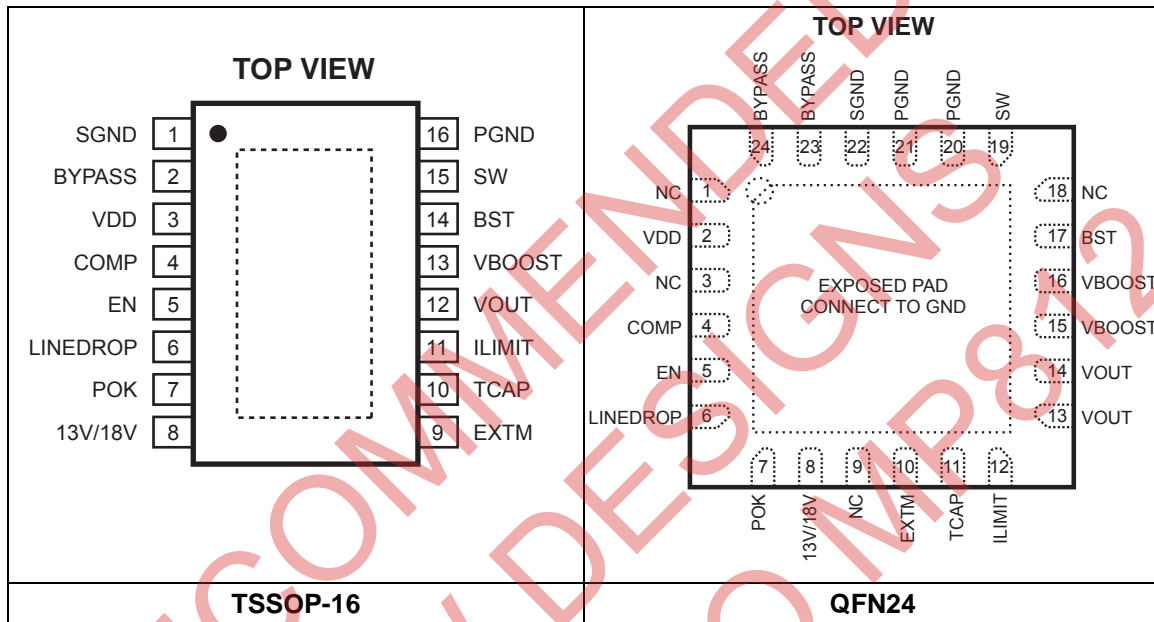 TOP VIEW
SGND 1
BYPASS 2
VDD 3
COMP 4
EN 5
LINEDROP 6
POK 7
13V/18V 8
16 PGND
15 SW
14 BST
13 VBOOST
12 VOUT
11 ILIMIT
10 TCAP
9 EXTM
TSSOP-16
TOP VIEW
BYPASS BYPASS SGND PGND PGND SW
24 23 22 21 20 19
NC 1
VDD 2
NC 3
COMP 4
EN 5
LINEDROP 6
EXPOSED PAD
CONNECT TO GND
18 NC
17 BST
16 VBOOST
15 VBOOST
14 VOUT
13 VOUT
7 8 9 10 11 12
POK 13V/18V NC EXTM TCAP ILIMIT
QFN24
COMMENDED
DESIGNS
MP812